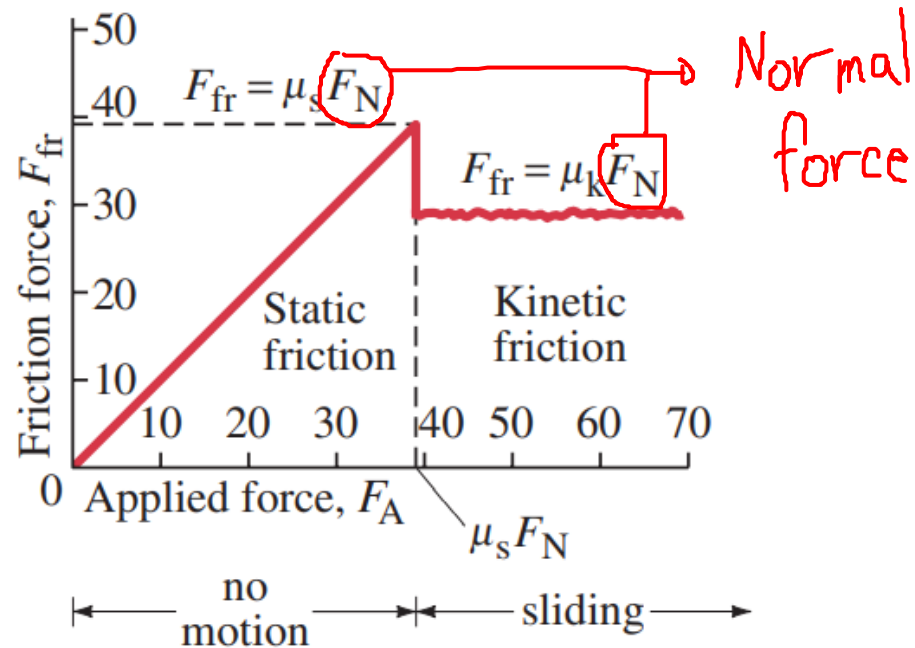 50
F_fr = μ_s F_N
Normal
force
40
F_fr = μ_k F_N
30
20
Static
friction
Kinetic
friction
10
Friction force, F_fr
10 20 30 40 50 60 70
0
Applied force, F_A
μ_s F_N
no
motion
sliding